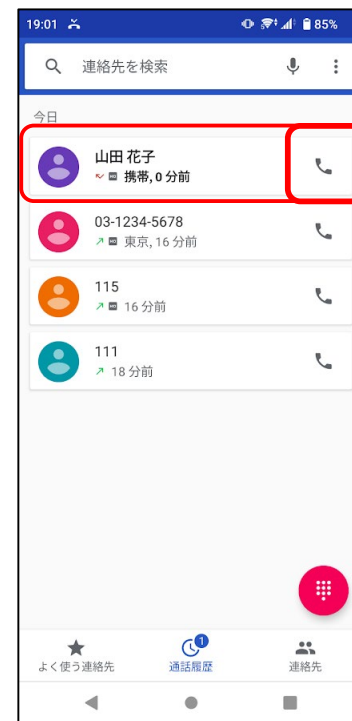 19:01 85%
連絡先を検索
今日
山田 花子
携帯, 0 分前
03-1234-5678
HD 東京, 16 分前
115
HD 16 分前
111
18 分前
1
よく使う連絡先 通話履歴 連絡先